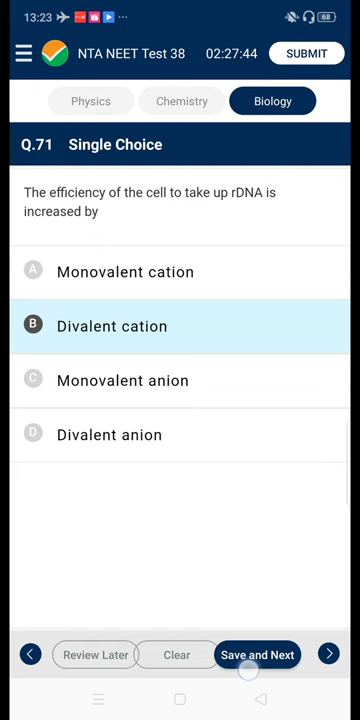 13:23 ... 68
NTA NEET Test 38 02:27:44 SUBMIT
Physics Chemistry Biology
Q.71 Single Choice
The efficiency of the cell to take up rDNA is
increased by
A Monovalent cation
B Divalent cation
C Monovalent anion
D Divalent anion
< Review Later Clear Save and Next >